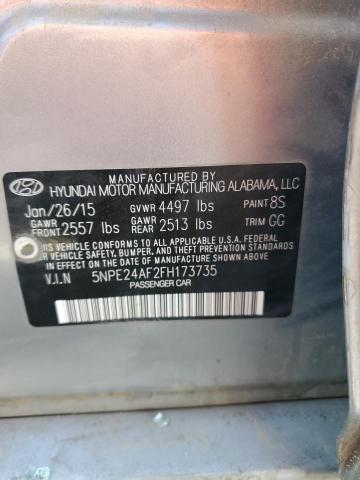 MANUFACTURED BY
HYUNDAI MOTOR MANUFACTURING ALABAMA, LLC
Jan/26/15 GVWR 4497 lbs PAINT 8S
GAWR FRONT 2557 lbs GAWR REAR 2513 lbs TRIM GG
THIS VEHICLE CONFORMS TO ALL APPLICABLE U.S.A. FEDERAL MOTOR
VEHICLE SAFETY, BUMPER, AND THEFT PREVENTION STANDARDS IN
EFFECT ON THE DATE OF MANUFACTURE SHOWN ABOVE.
V.I.N 5NPE24AF2FH173735
PASSENGER CAR